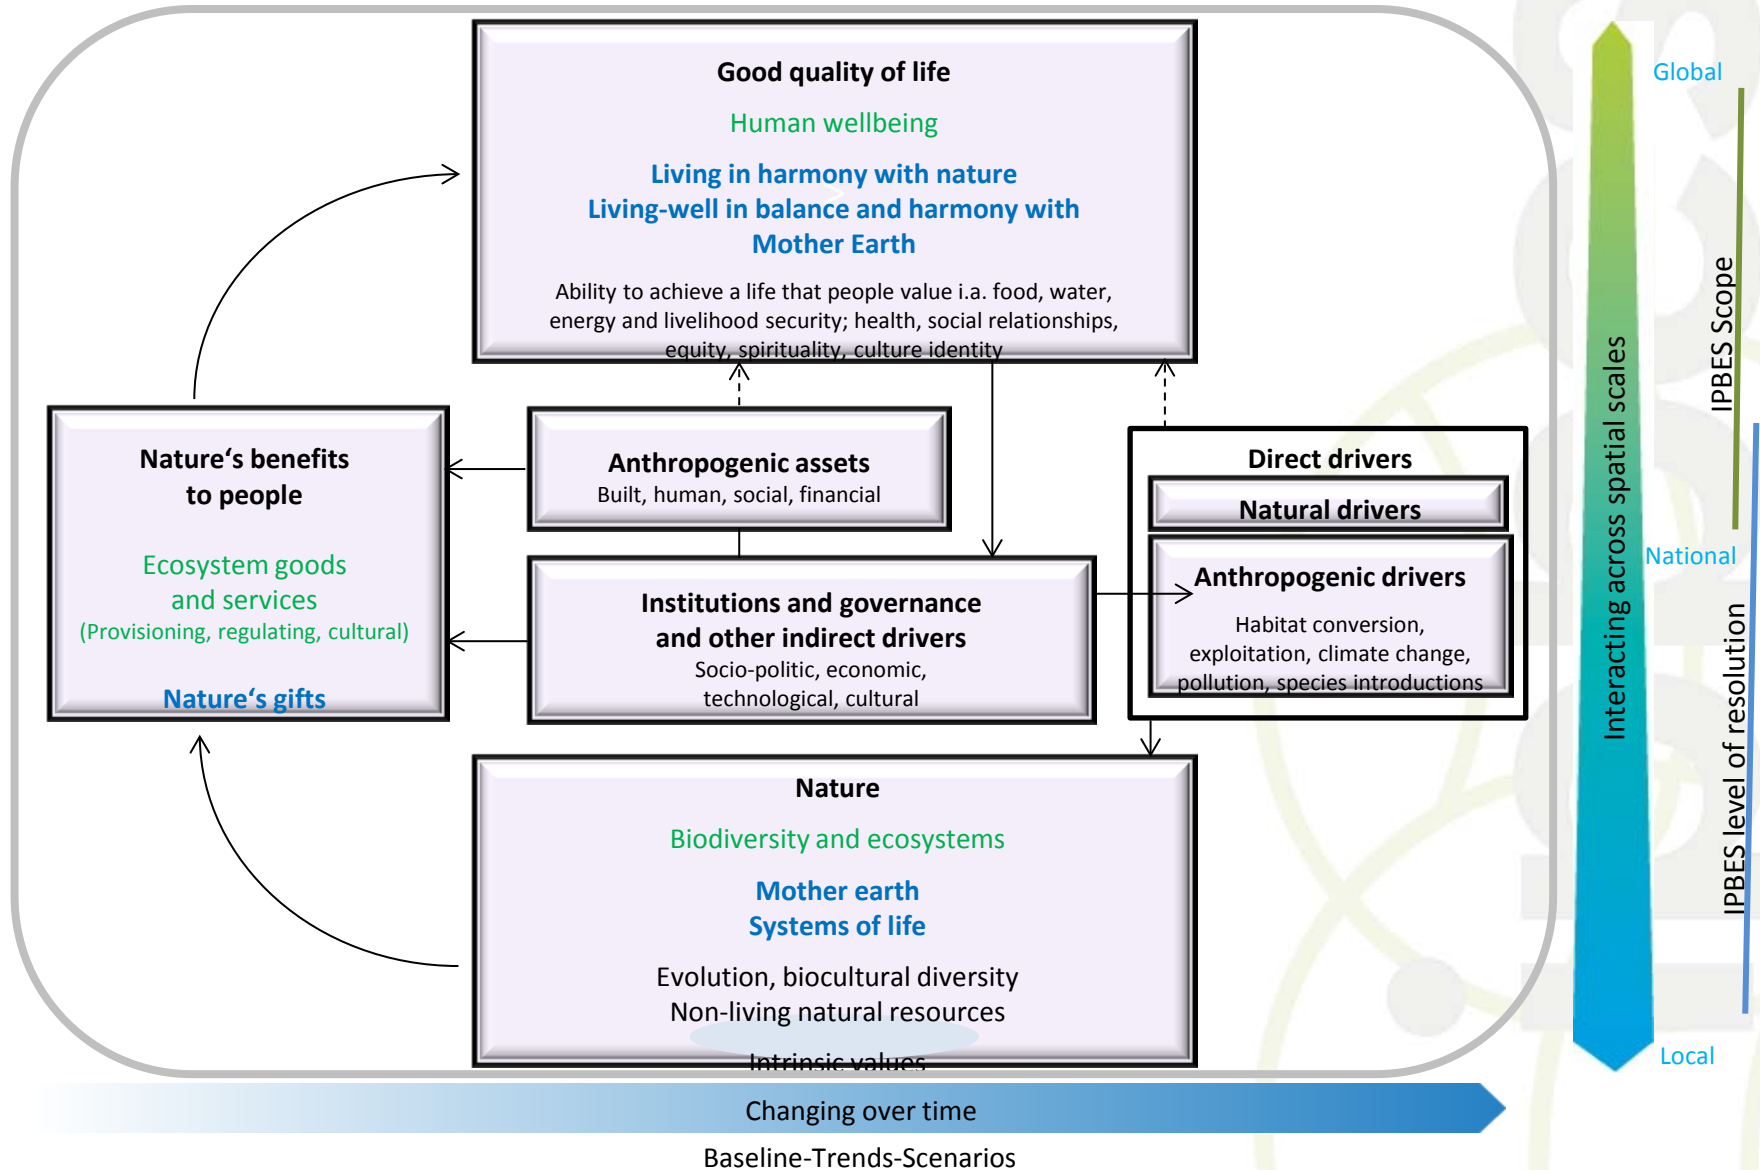 Good quality of life
Human wellbeing
Living in harmony with nature
Living-well in balance and harmony with
Mother Earth
Ability to achieve a life that people value i.a. food, water,
energy and livelihood security; health, social relationships,
equity, spirituality, culture identity
Nature‘s benefits
to people
Ecosystem goods
and services
(Provisioning, regulating, cultural)
Nature‘s gifts
Anthropogenic assets
Built, human, social, financial
Institutions and governance
and other indirect drivers
Socio-politic, economic,
technological, cultural
Direct drivers
Natural drivers
Anthropogenic drivers
Habitat conversion,
exploitation, climate change,
pollution, species introductions
Nature
Biodiversity and ecosystems
Mother earth
Systems of life
Evolution, biocultural diversity
Non-living natural resources
Intrinsic values
Changing over time
Baseline-Trends-Scenarios
Interacting across spatial scales
Global
National
Local
IPBES Scope
IPBES level of resolution